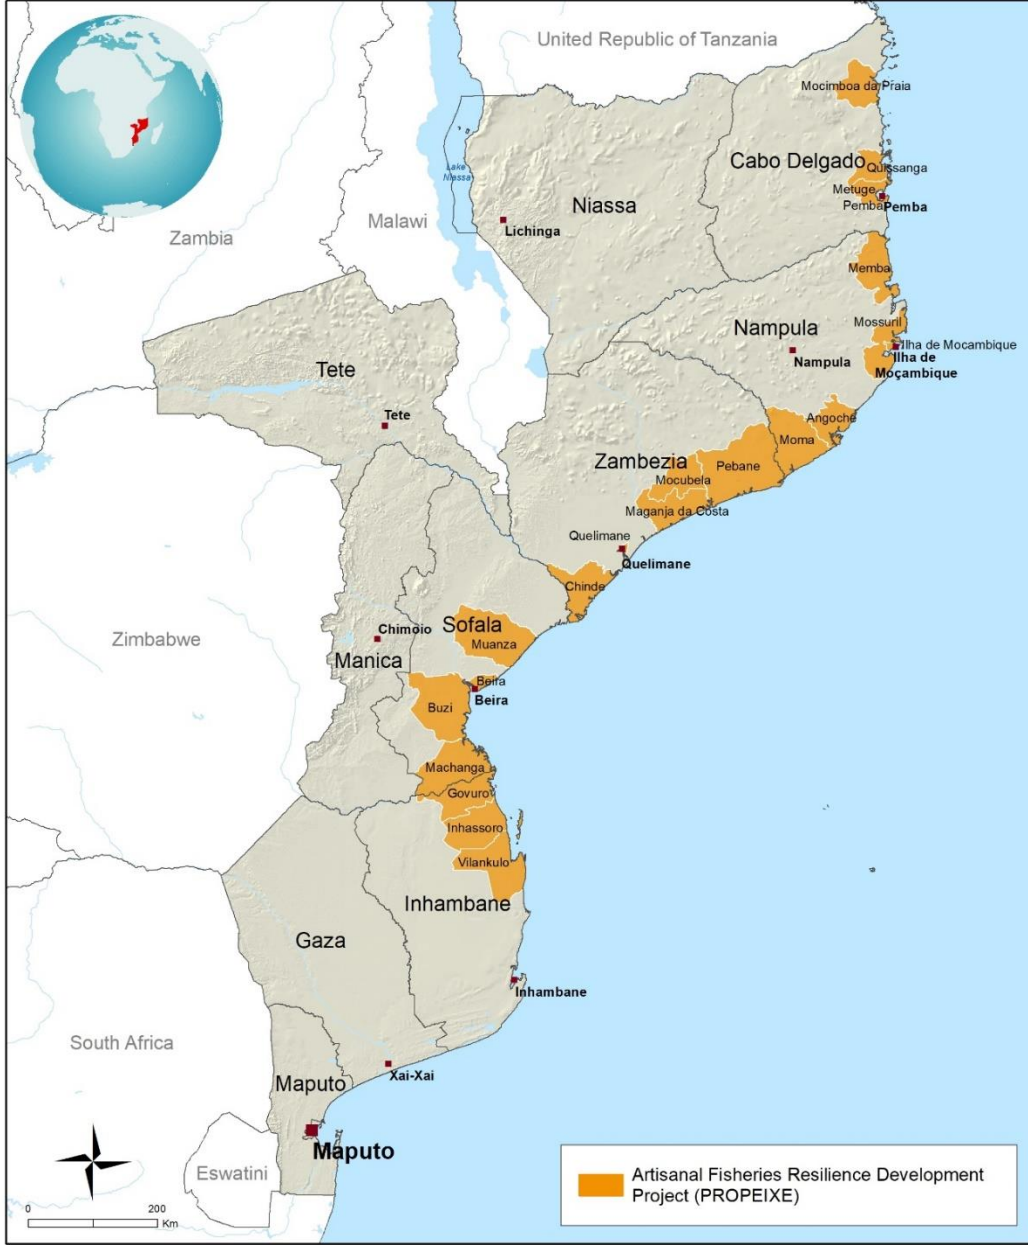 United Republic of Tanzania
Mocimboa da Praia
Cabo Delgado
Quissanga
Metuge
Pemba
Pemba
Lake
Niassa
Niassa
Malawi
Lichinga
Zambia
Memba
Mossuril
Nampula
Nampula
Ilha de Mocambique
Ilha de
Moçambique
Tete
Tete
Angoche
Moma
Zambezia
Mocubela
Pebane
Maganja da Costa
Quelimane
Quelimane
Chinde
Zimbabwe
Chimoio
Manica
Sofala
Muanza
Beira
Beira
Buzi
Machanga
Govuro
Inhassoro
Vilankulo
Inhambane
Gaza
Inhambane
South Africa
Xai-Xai
Maputo
Maputo
Eswatini
0 200
Km
Artisanal Fisheries Resilience Development
Project (PROPEIXE)